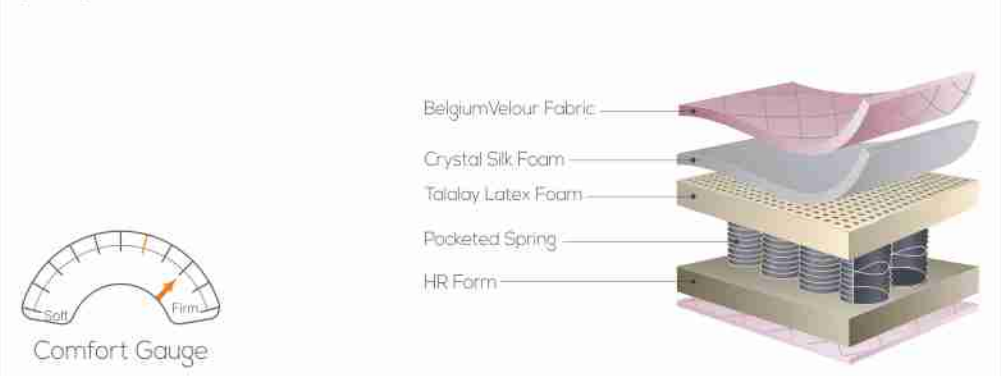 BelgiumVelour Fabric
Crystal Silk Foam
Talalay Latex Foam
Pocketed Spring
HR Form
Soft
Firm
Comfort Gauge